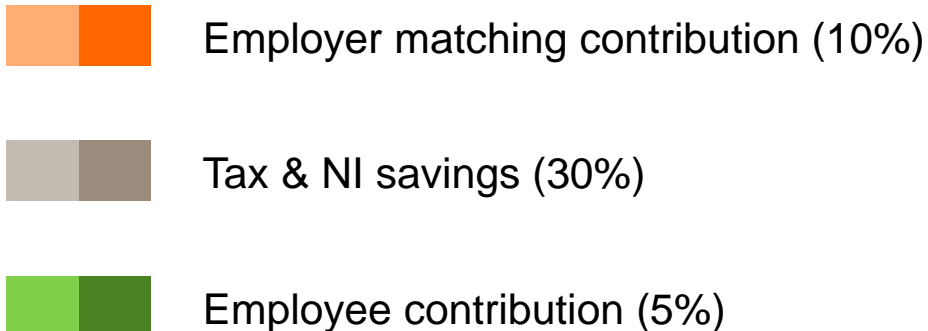 Employer matching contribution (10%)
Tax & NI savings (30%)
Employee contribution (5%)